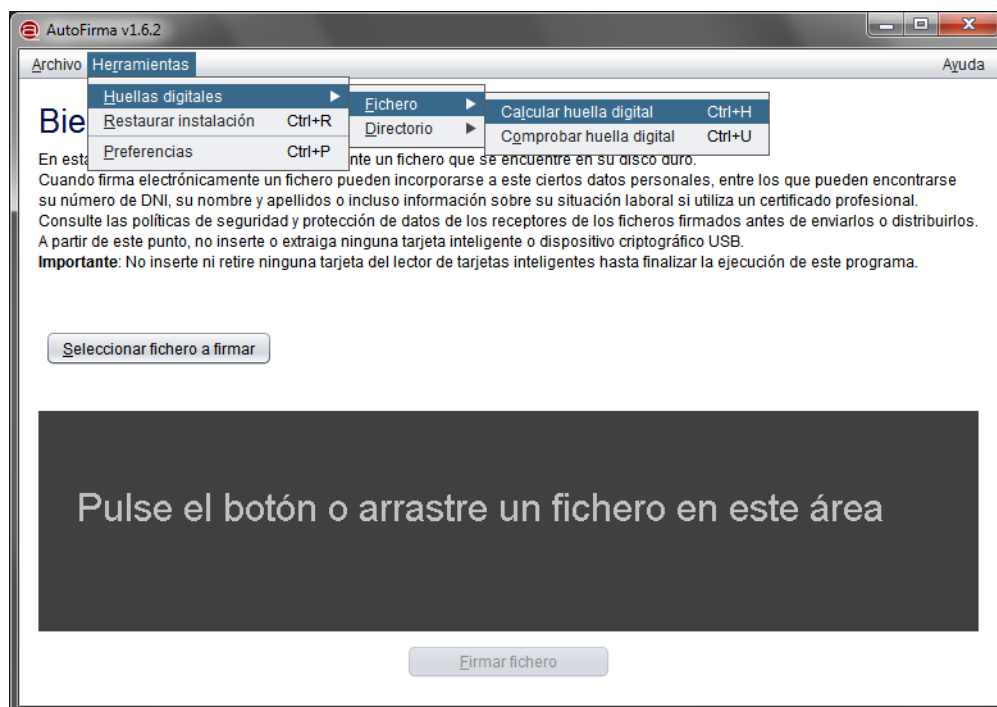 AutoFirma v1.6.2
Archivo Herramientas Ayuda
Huellas digitales
Restaurar instalación Ctrl+R
Preferencias Ctrl+P
Fichero
Directorio
Calcular huella digital Ctrl+H
Comprobar huella digital Ctrl+U
Bie
En esta nte un fichero que se encuentre en su disco duro.
Cuando firma electrónicamente un fichero pueden incorporarse a este ciertos datos personales, entre los que pueden encontrarse
su número de DNI, su nombre y apellidos o incluso información sobre su situación laboral si utiliza un certificado profesional.
Consulte las políticas de seguridad y protección de datos de los receptores de los ficheros firmados antes de enviarlos o distribuirlos.
A partir de este punto, no inserte o extraiga ninguna tarjeta inteligente o dispositivo criptográfico USB.
Importante: No inserte ni retire ninguna tarjeta del lector de tarjetas inteligentes hasta finalizar la ejecución de este programa.
Seleccionar fichero a firmar
Pulse el botón o arrastre un fichero en este área
Firmar fichero